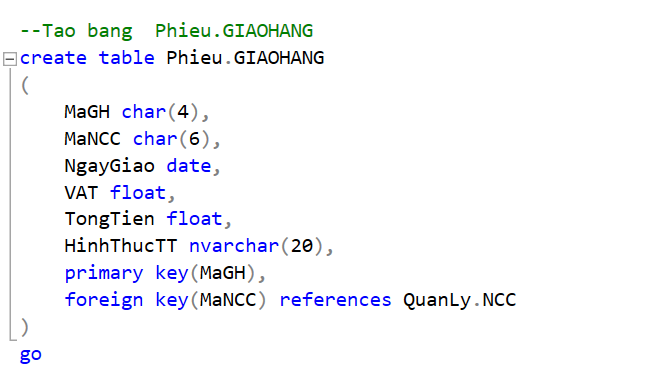 --Tao bang  Phieu.GIAOHANG
create table Phieu.GIAOHANG
(
MaGH char(4),
MaNCC char(6),
NgayGiao date,
VAT float,
TongTien float,
HinhThucTT nvarchar(20),
primary key(MaGH),
foreign key(MaNCC) references QuanLy.NCC
)
go